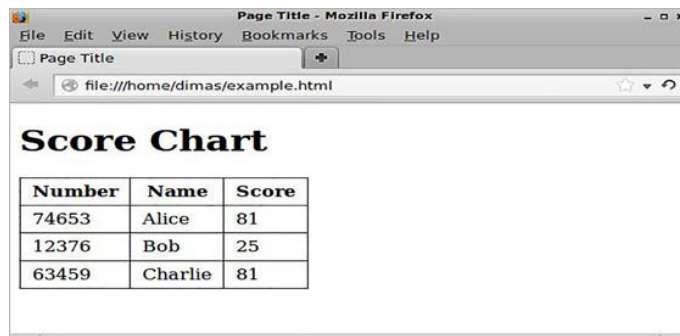 Page Title - Mozilla Firefox
File Edit View History Bookmarks Tools Help
Page Title
file:///home/dimas/example.html
Score Chart
Number Name Score
74653 Alice 81
12376 Bob 25
63459 Charlie 81